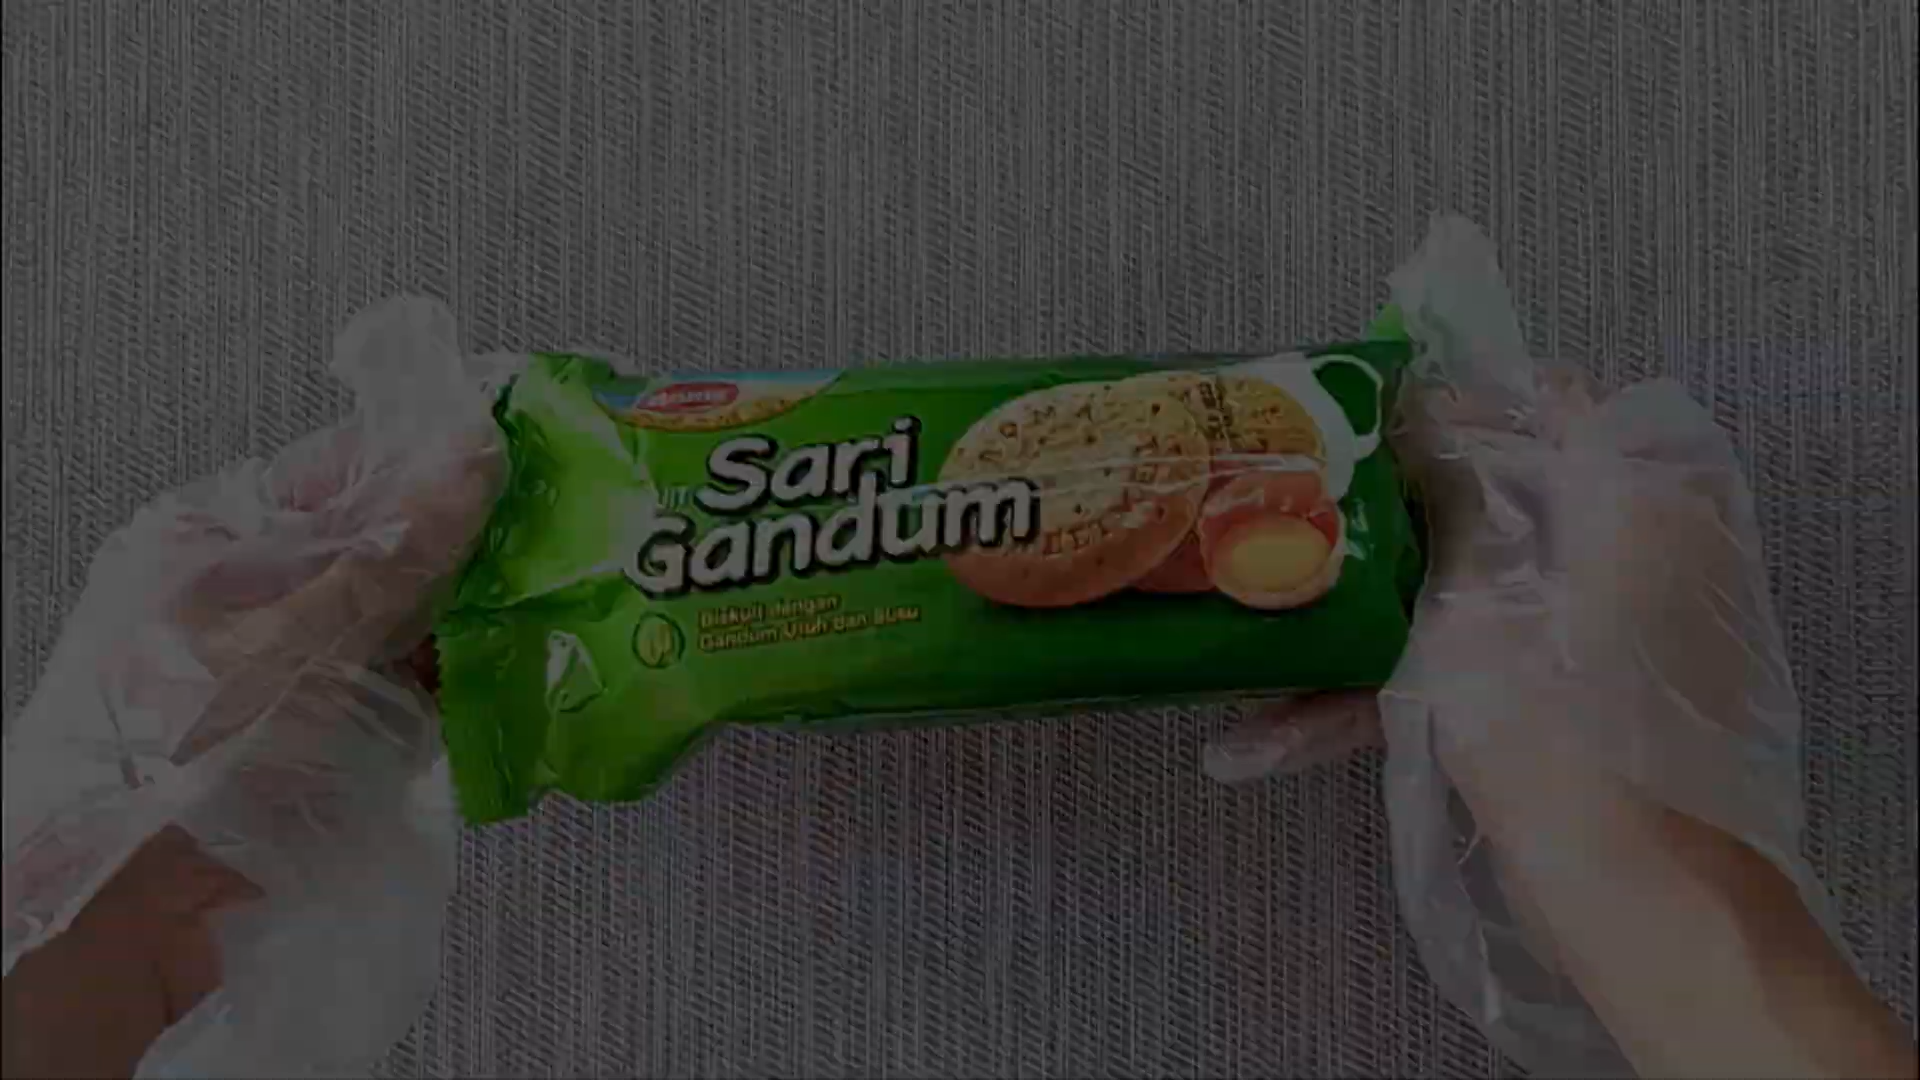 Sari
Gandum
Biskuit dengan
Gandum Utuh dan Susu